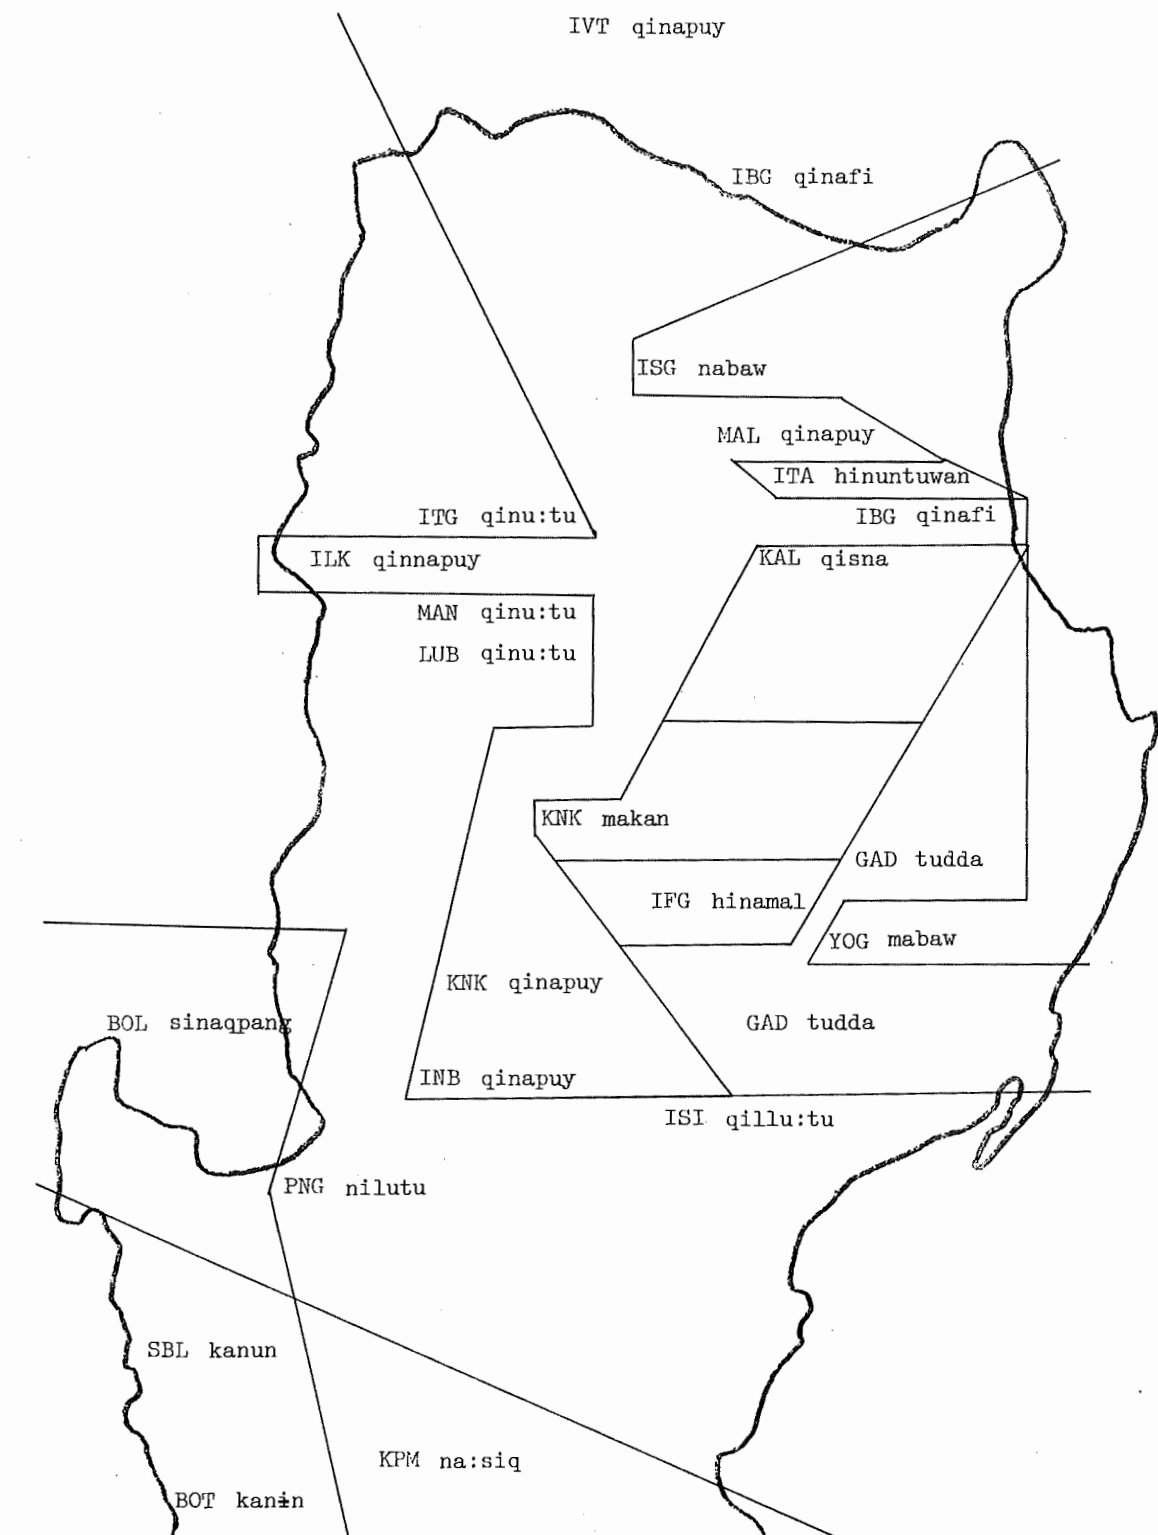 IVT qinapuy
IBG qinafi
ISG nabaw
MAL qinapuy
ITA hinuntuwan
ITG qinu:tu
IBG qinafi
ILK qinnapuy
KAL qisna
MAN qinu:tu
LUB qinu:tu
KNK makan
GAD tudda
IFG hinamal
YOG mabaw
KNK qinapuy
BOL sinaqpang
GAD tudda
INB qinapuy
ISI qillu:tu
PNG nilutu
SBL kanun
KPM na:siq
BOT kanɨn